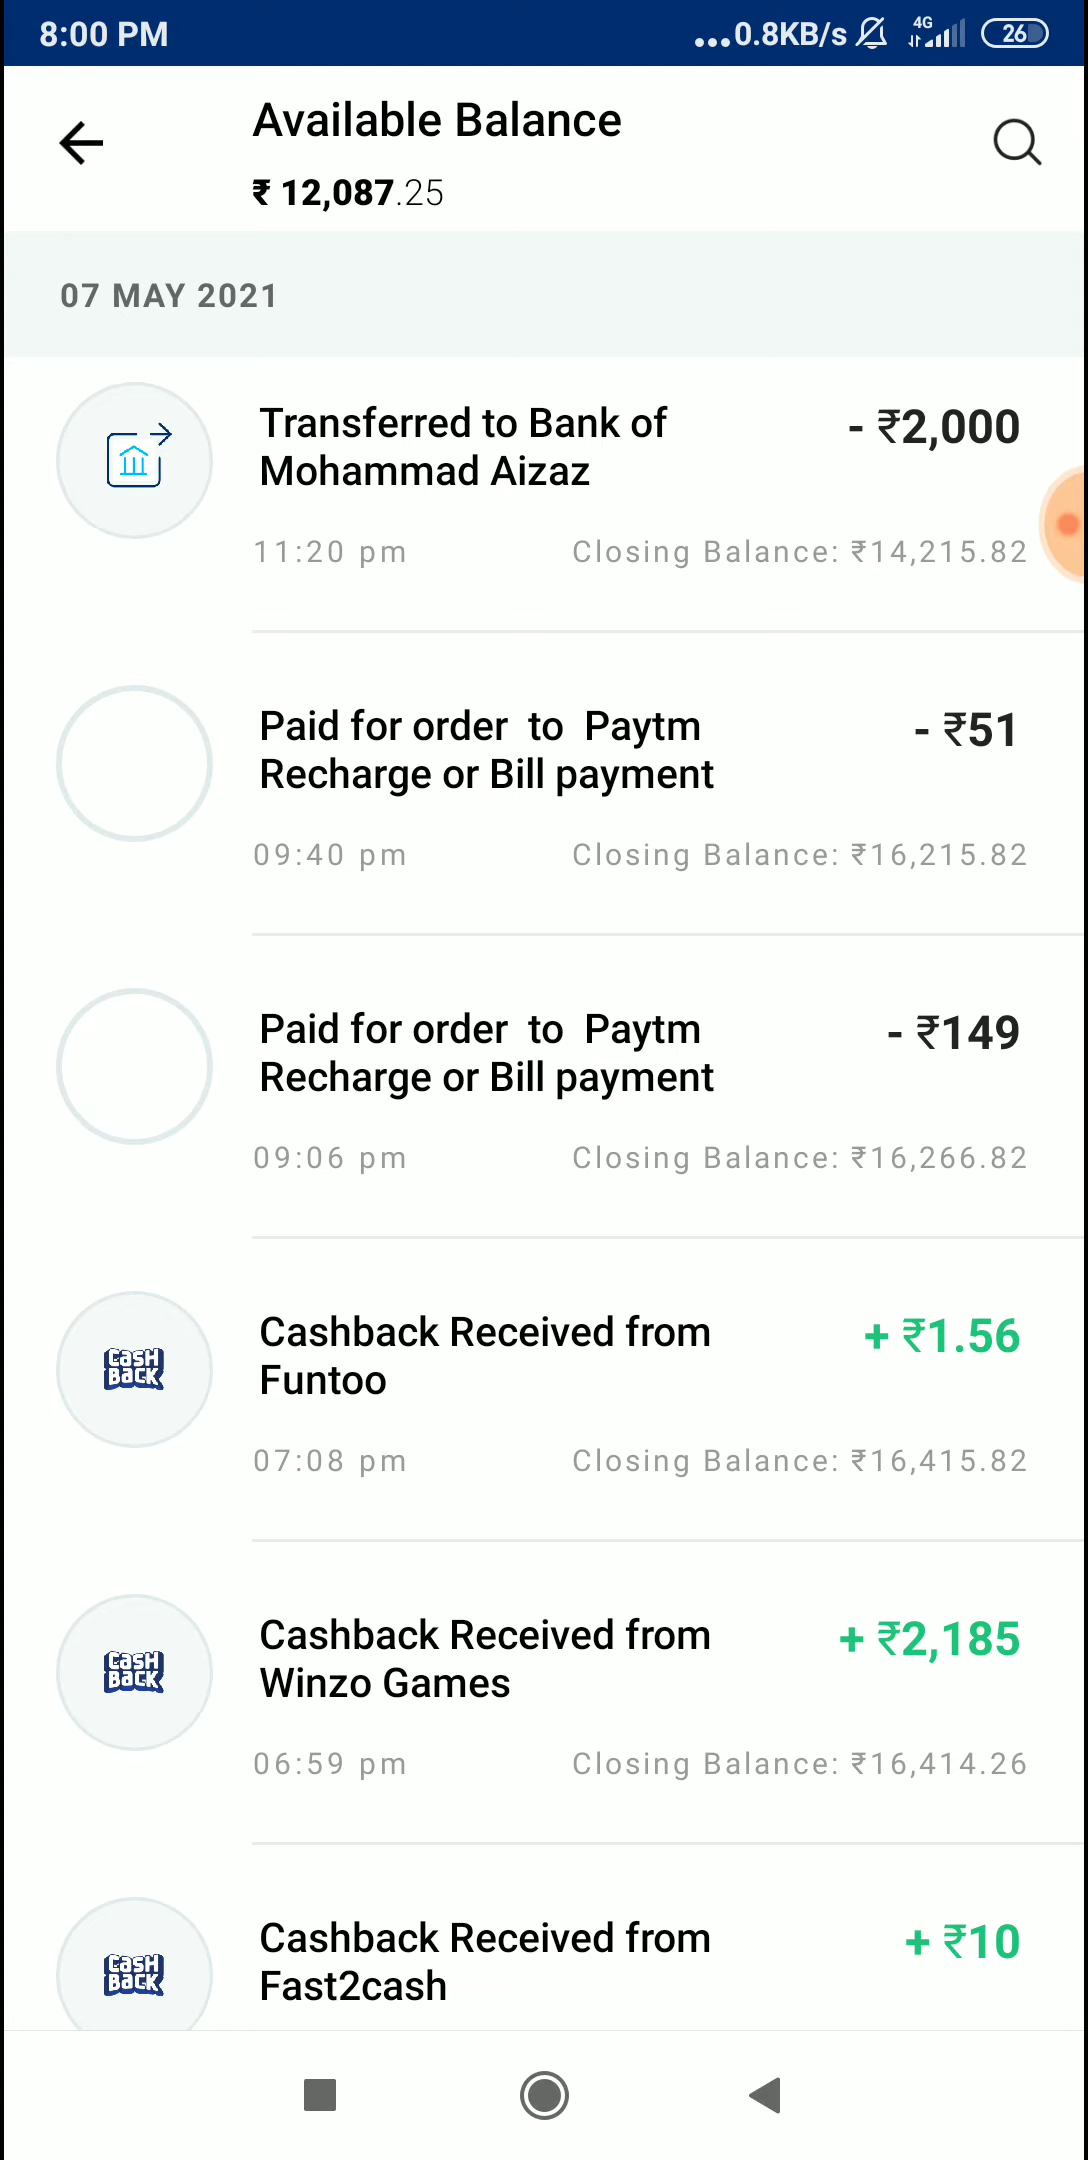 8:00 PM ...0.8KB/s 4G 26
Available Balance
₹ 12,087.25
07 MAY 2021
Transferred to Bank of - ₹2,000
Mohammad Aizaz
11:20 pm Closing Balance: ₹14,215.82
Paid for order to Paytm - ₹51
Recharge or Bill payment
09:40 pm Closing Balance: ₹16,215.82
Paid for order to Paytm - ₹149
Recharge or Bill payment
09:06 pm Closing Balance: ₹16,266.82
Cashback Received from + ₹1.56
CASH BACK
Funtoo
07:08 pm Closing Balance: ₹16,415.82
Cashback Received from + ₹2,185
CASH BACK
Winzo Games
06:59 pm Closing Balance: ₹16,414.26
Cashback Received from + ₹10
CASH BACK
Fast2cash